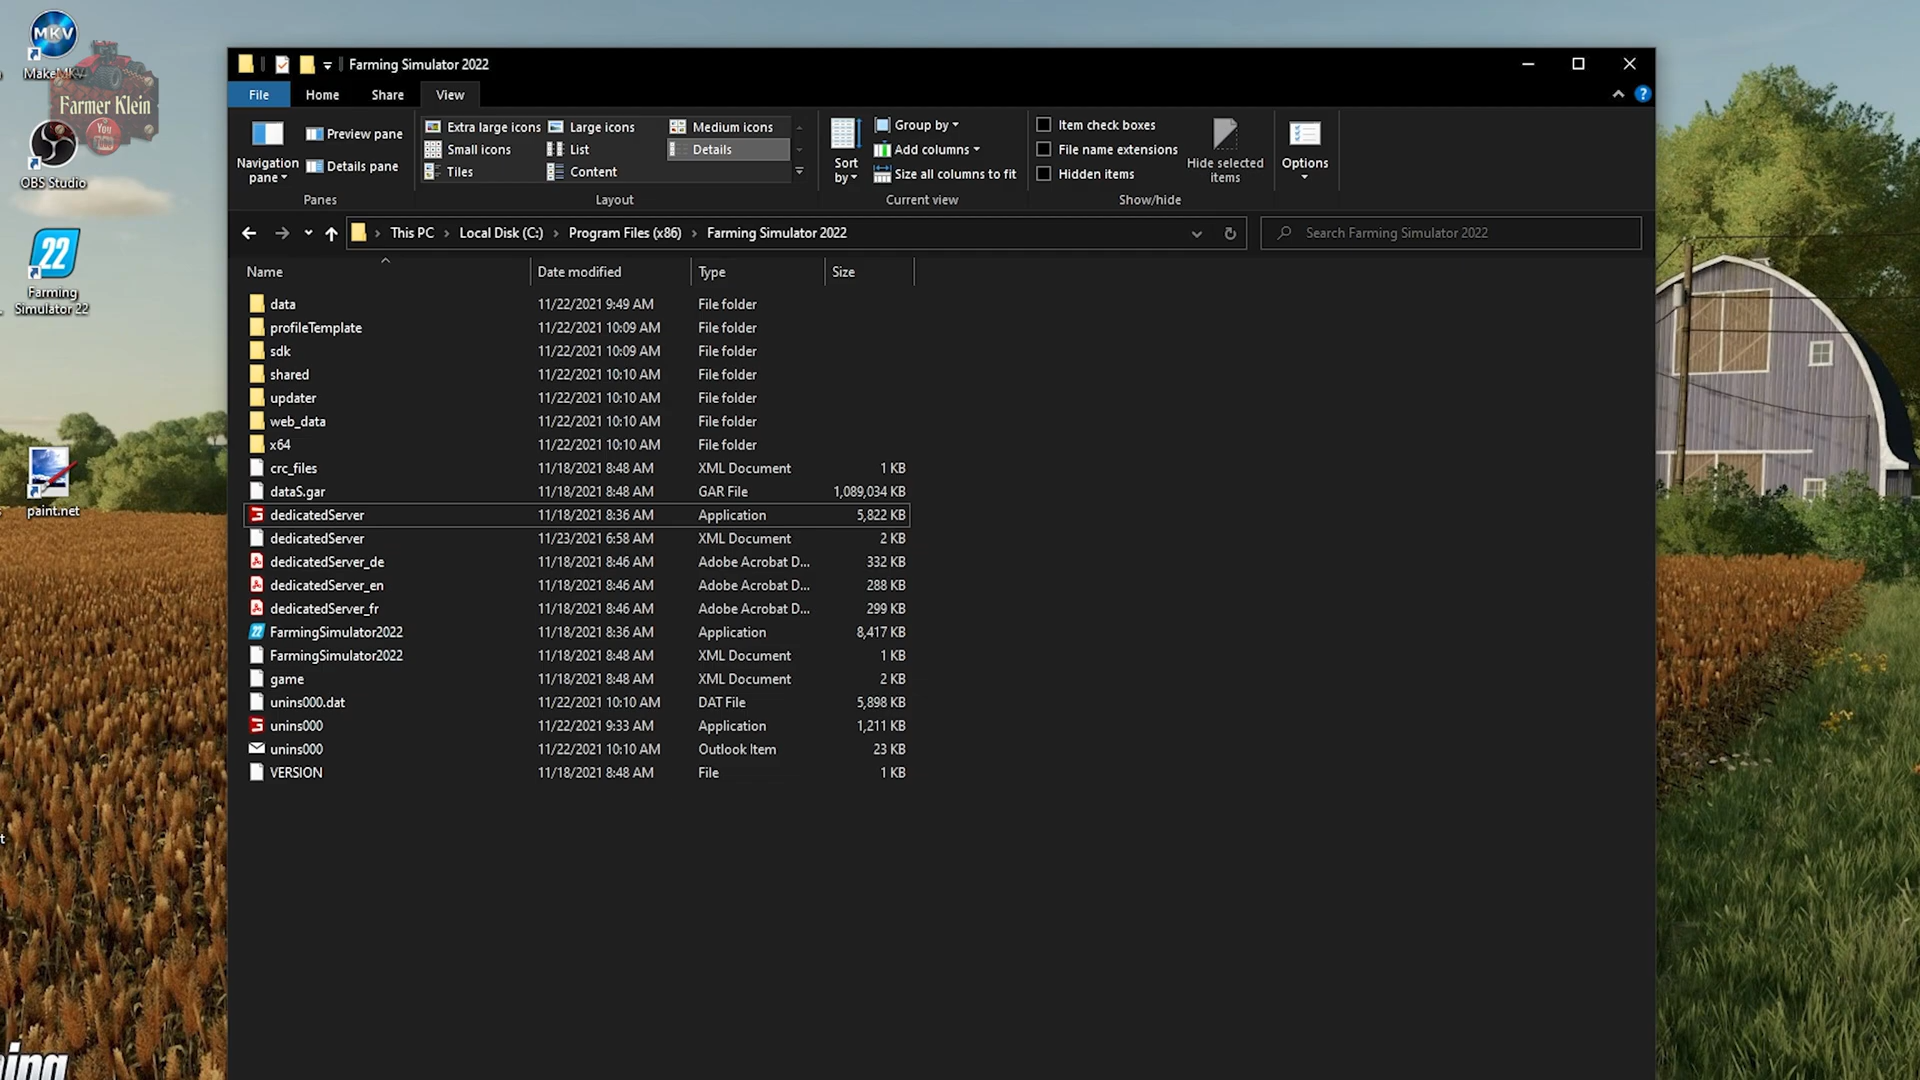 MKV
MakeMKV
Farmer Klein
You
OBS Studio
22
Farming
Simulator 22
paint.net
Farming Simulator 2022
File Home Share View
Navigation pane
Preview pane
Details pane
Panes
Extra large icons Large icons Medium icons
Small icons List Details
Tiles Content
Layout
Sort by
Group by
Add columns
Size all columns to fit
Current view
Item check boxes
File name extensions
Hidden items
Hide selected items
Show/hide
Options
This PC > Local Disk (C:) > Program Files (x86) > Farming Simulator 2022
Search Farming Simulator 2022
Name Date modified Type Size
data 11/22/2021 9:49 AM File folder
profileTemplate 11/22/2021 10:09 AM File folder
sdk 11/22/2021 10:09 AM File folder
shared 11/22/2021 10:10 AM File folder
updater 11/22/2021 10:10 AM File folder
web_data 11/22/2021 10:10 AM File folder
x64 11/22/2021 10:10 AM File folder
crc_files 11/18/2021 8:48 AM XML Document 1 KB
dataS.gar 11/18/2021 8:48 AM GAR File 1,089,034 KB
dedicatedServer 11/18/2021 8:36 AM Application 5,822 KB
dedicatedServer 11/23/2021 6:58 AM XML Document 2 KB
dedicatedServer_de 11/18/2021 8:46 AM Adobe Acrobat D... 332 KB
dedicatedServer_en 11/18/2021 8:46 AM Adobe Acrobat D... 288 KB
dedicatedServer_fr 11/18/2021 8:46 AM Adobe Acrobat D... 299 KB
FarmingSimulator2022 11/18/2021 8:36 AM Application 8,417 KB
FarmingSimulator2022 11/18/2021 8:48 AM XML Document 1 KB
game 11/18/2021 8:48 AM XML Document 2 KB
unins000.dat 11/22/2021 10:10 AM DAT File 5,898 KB
unins000 11/22/2021 9:33 AM Application 1,211 KB
unins000 11/22/2021 10:10 AM Outlook Item 23 KB
VERSION 11/18/2021 8:48 AM File 1 KB